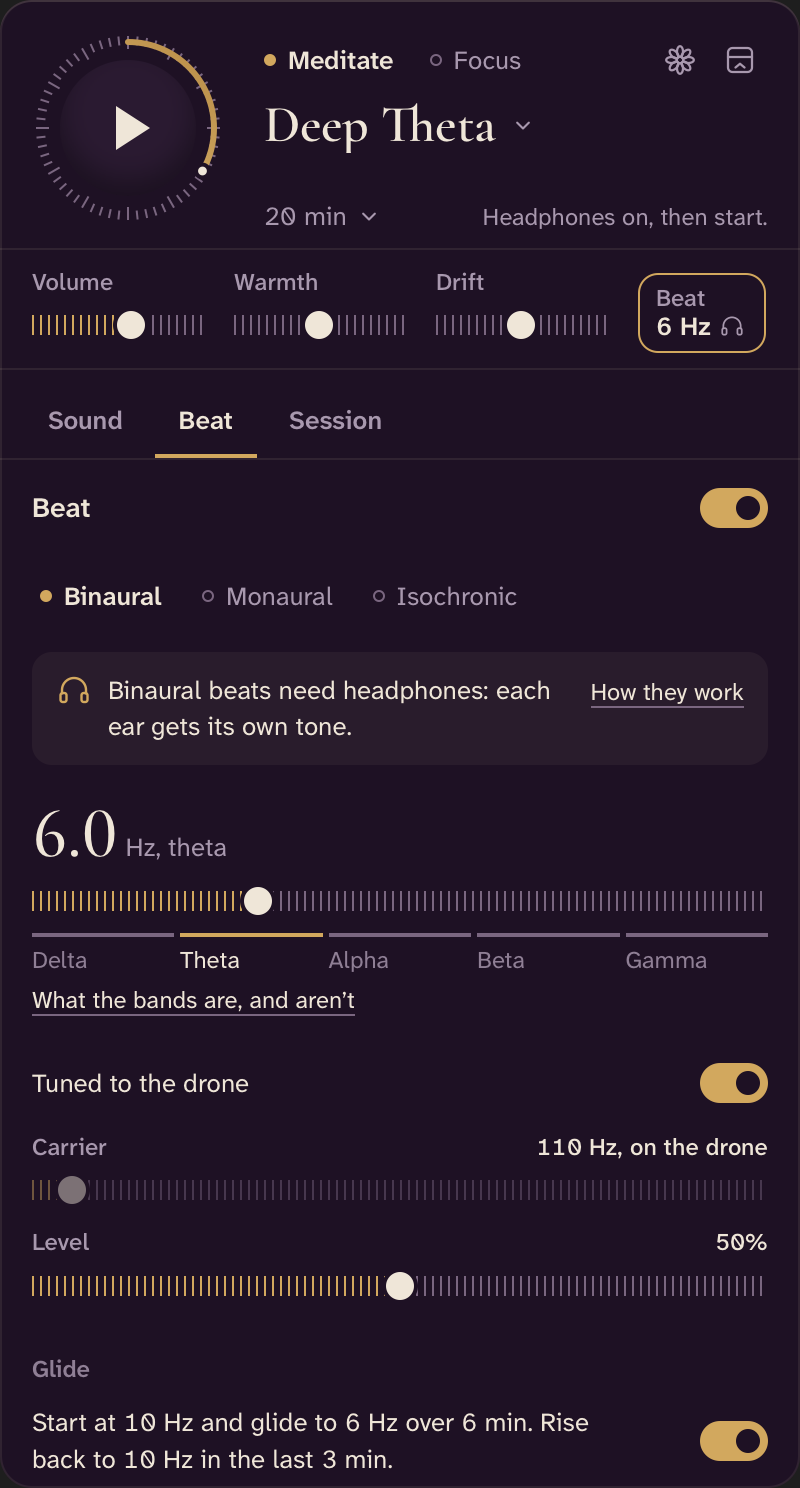 Meditate Focus
Deep Theta
20 min Headphones on, then start.
Volume Warmth Drift Beat
6 Hz
Sound Beat Session
Beat
Binaural Monaural Isochronic
Binaural beats need headphones: each How they work
ear gets its own tone.
6.0 Hz, theta
Delta Theta Alpha Beta Gamma
What the bands are, and aren’t
Tuned to the drone
Carrier 110 Hz, on the drone
Level 50%
Glide
Start at 10 Hz and glide to 6 Hz over 6 min. Rise
back to 10 Hz in the last 3 min.